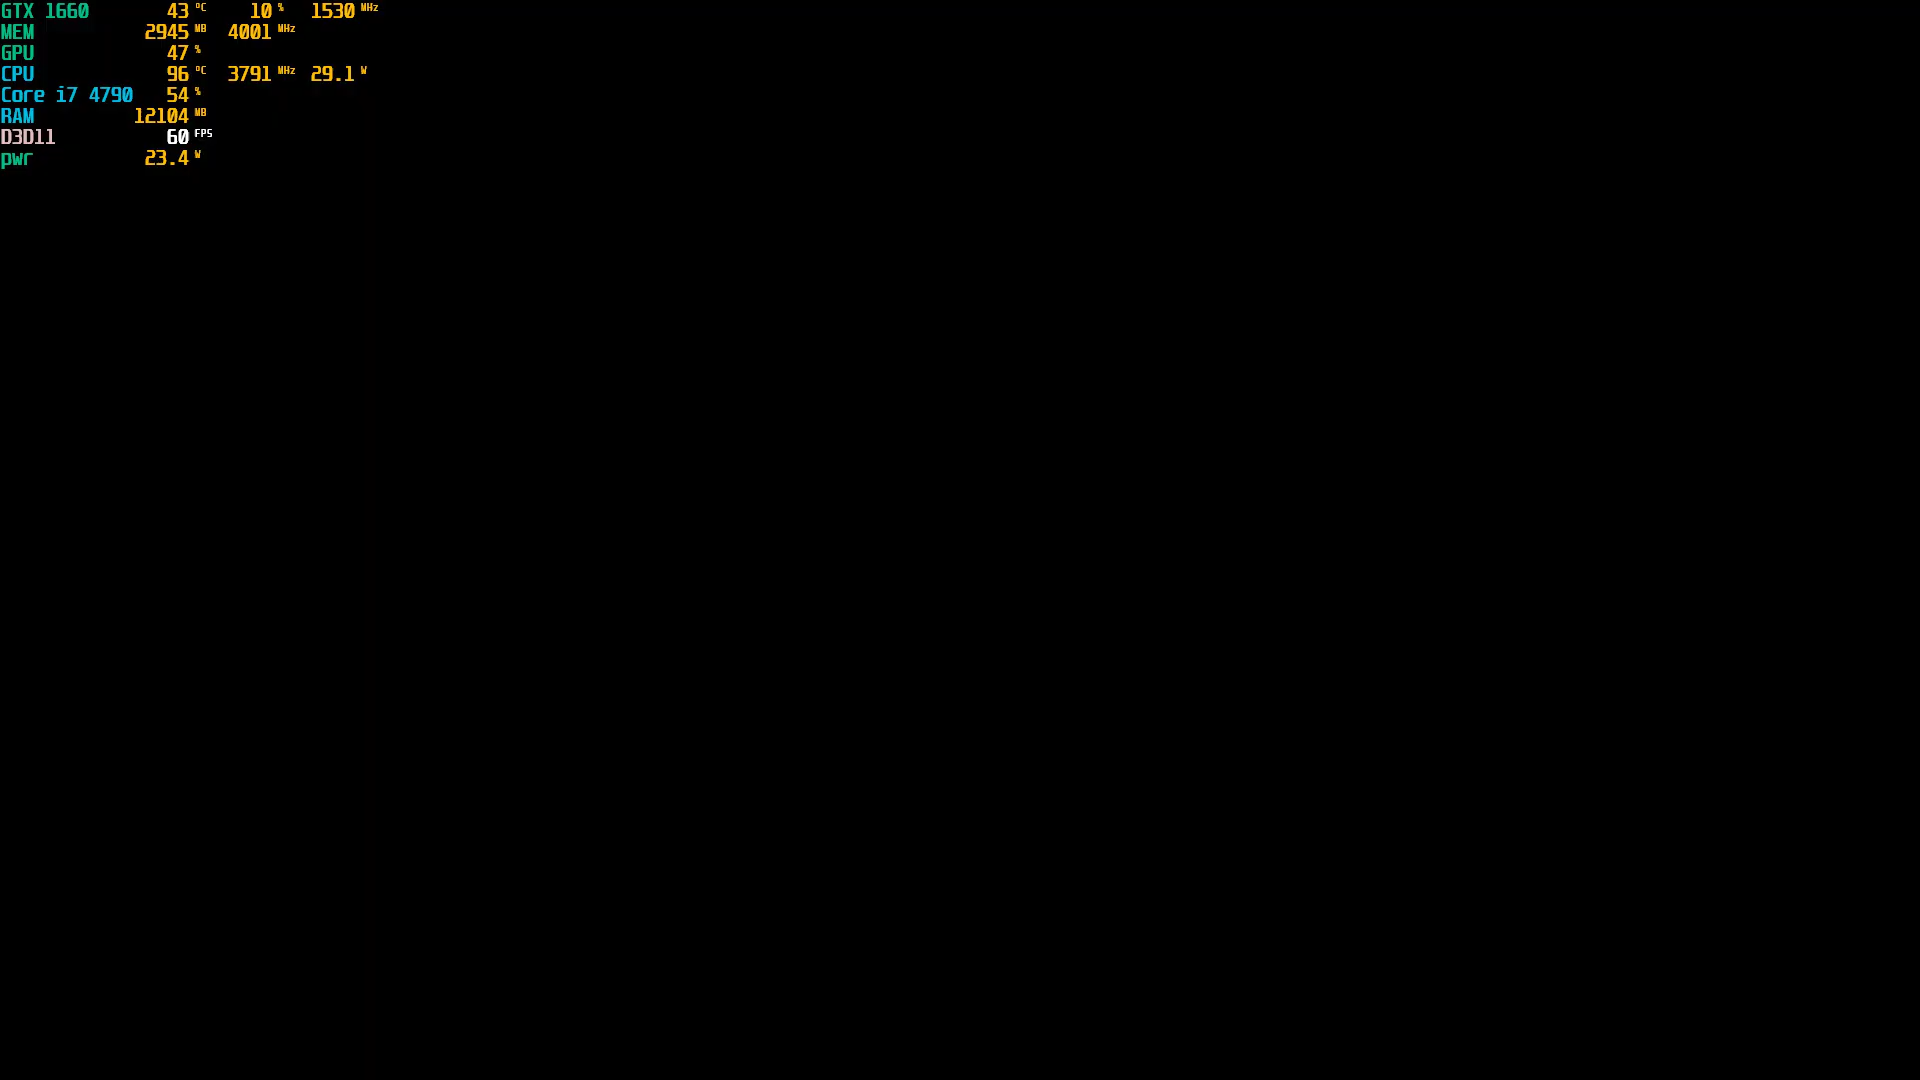 GTX 1660 43 °C 10 % 1530 MHz
MEM 2945 MB 4001 MHz
GPU 47 %
CPU 96 °C 3791 MHz 29.1 W
Core i7 4790 54 %
RAM 12104 MB
D3D11 60 FPS
pwr 23.4 W